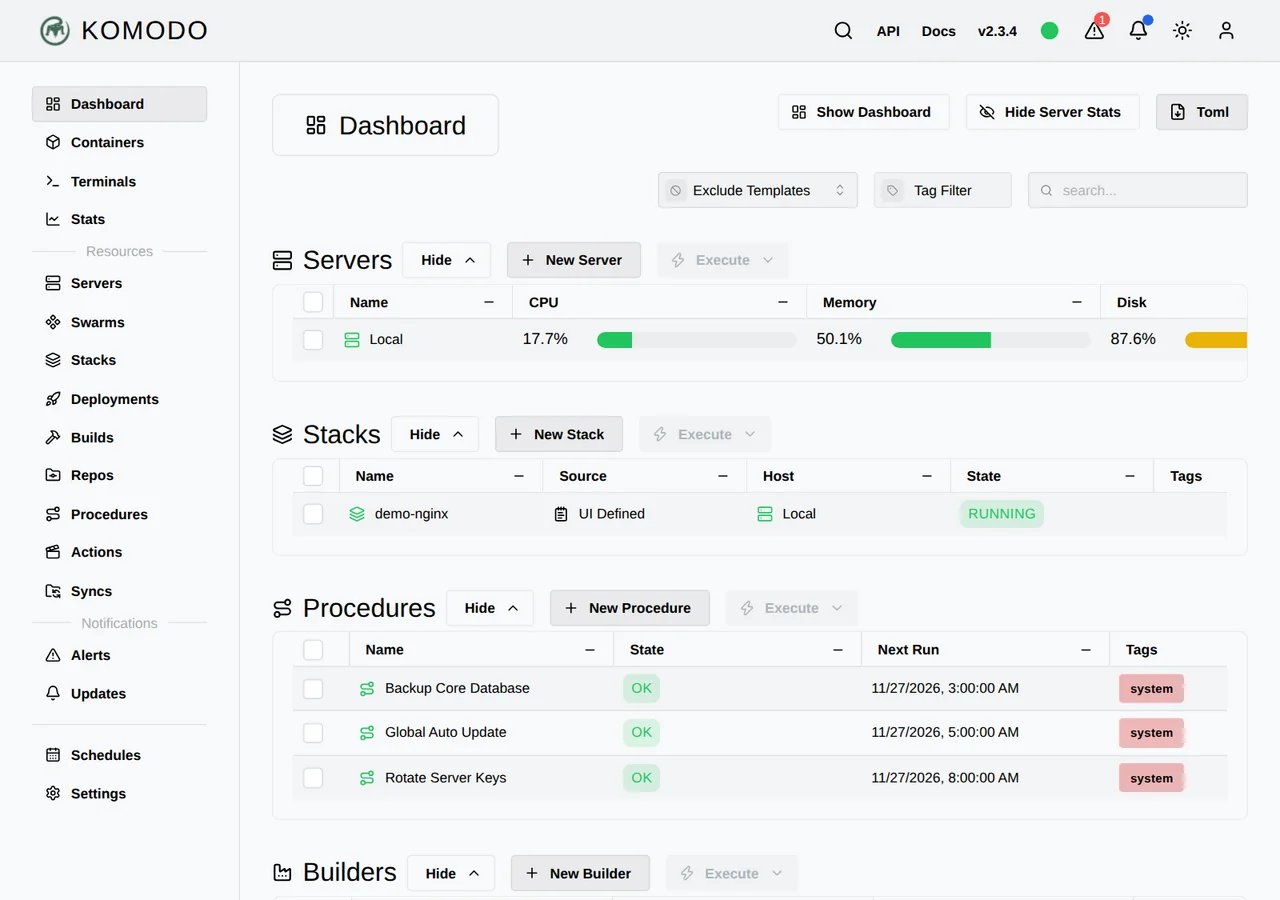 KOMODO
API Docs v2.3.4 1
Dashboard
Containers
Terminals
Stats
Resources
Servers
Swarms
Stacks
Deployments
Builds
Repos
Procedures
Actions
Syncs
Notifications
Alerts
Updates
Schedules
Settings
Dashboard
Show Dashboard Hide Server Stats Toml
Exclude Templates Tag Filter search...
Servers Hide New Server Execute
Name CPU Memory Disk
Local 17.7% 50.1% 87.6%
Stacks Hide New Stack Execute
Name Source Host State Tags
demo-nginx UI Defined Local RUNNING
Procedures Hide New Procedure Execute
Name State Next Run Tags
Backup Core Database OK 11/27/2026, 3:00:00 AM system
Global Auto Update OK 11/27/2026, 5:00:00 AM system
Rotate Server Keys OK 11/27/2026, 8:00:00 AM system
Builders Hide New Builder Execute